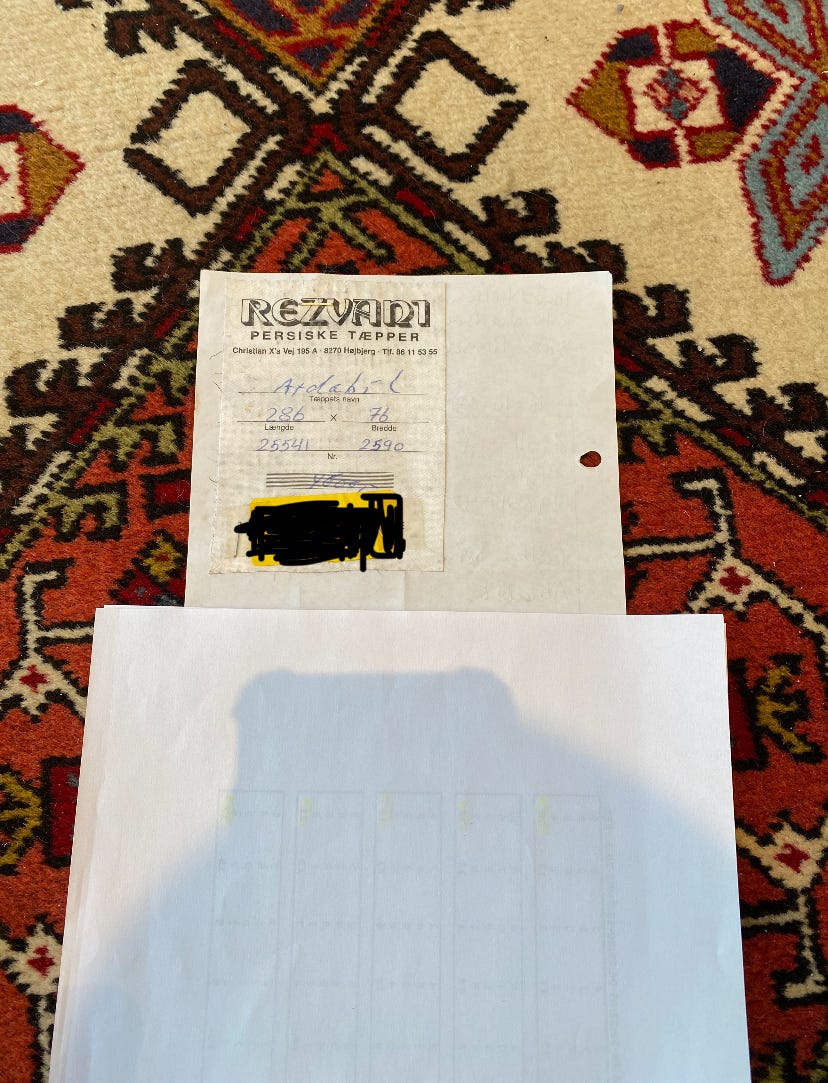 REZVANI
PERSISKE TÆPPER
Christian X's Vej 195 A · 8270 Højbjerg · Tlf. 86 11 53 55
Ardabil
Tæppets navn
286 x 76
Længde Bredde
25541 2590
Nr.